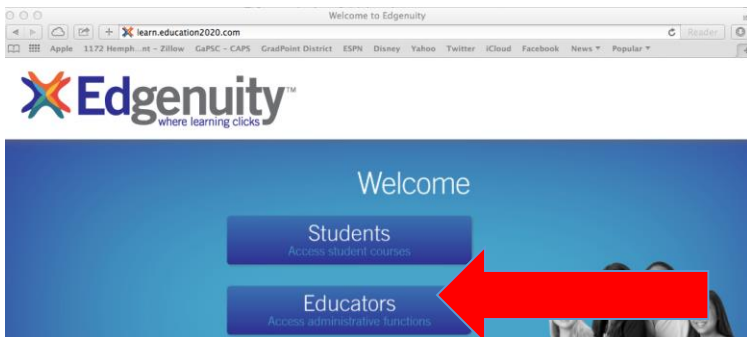 Welcome to Edgenuity
learn.education2020.com
Reader
Apple 1172 Hemph...nt - Zillow GaPSC - CAPS GradPoint District ESPN Disney Yahoo Twitter iCloud Facebook News Popular
Edgenuity™
where learning clicks
Welcome
Students
Access student courses
Educators
Access administrative functions